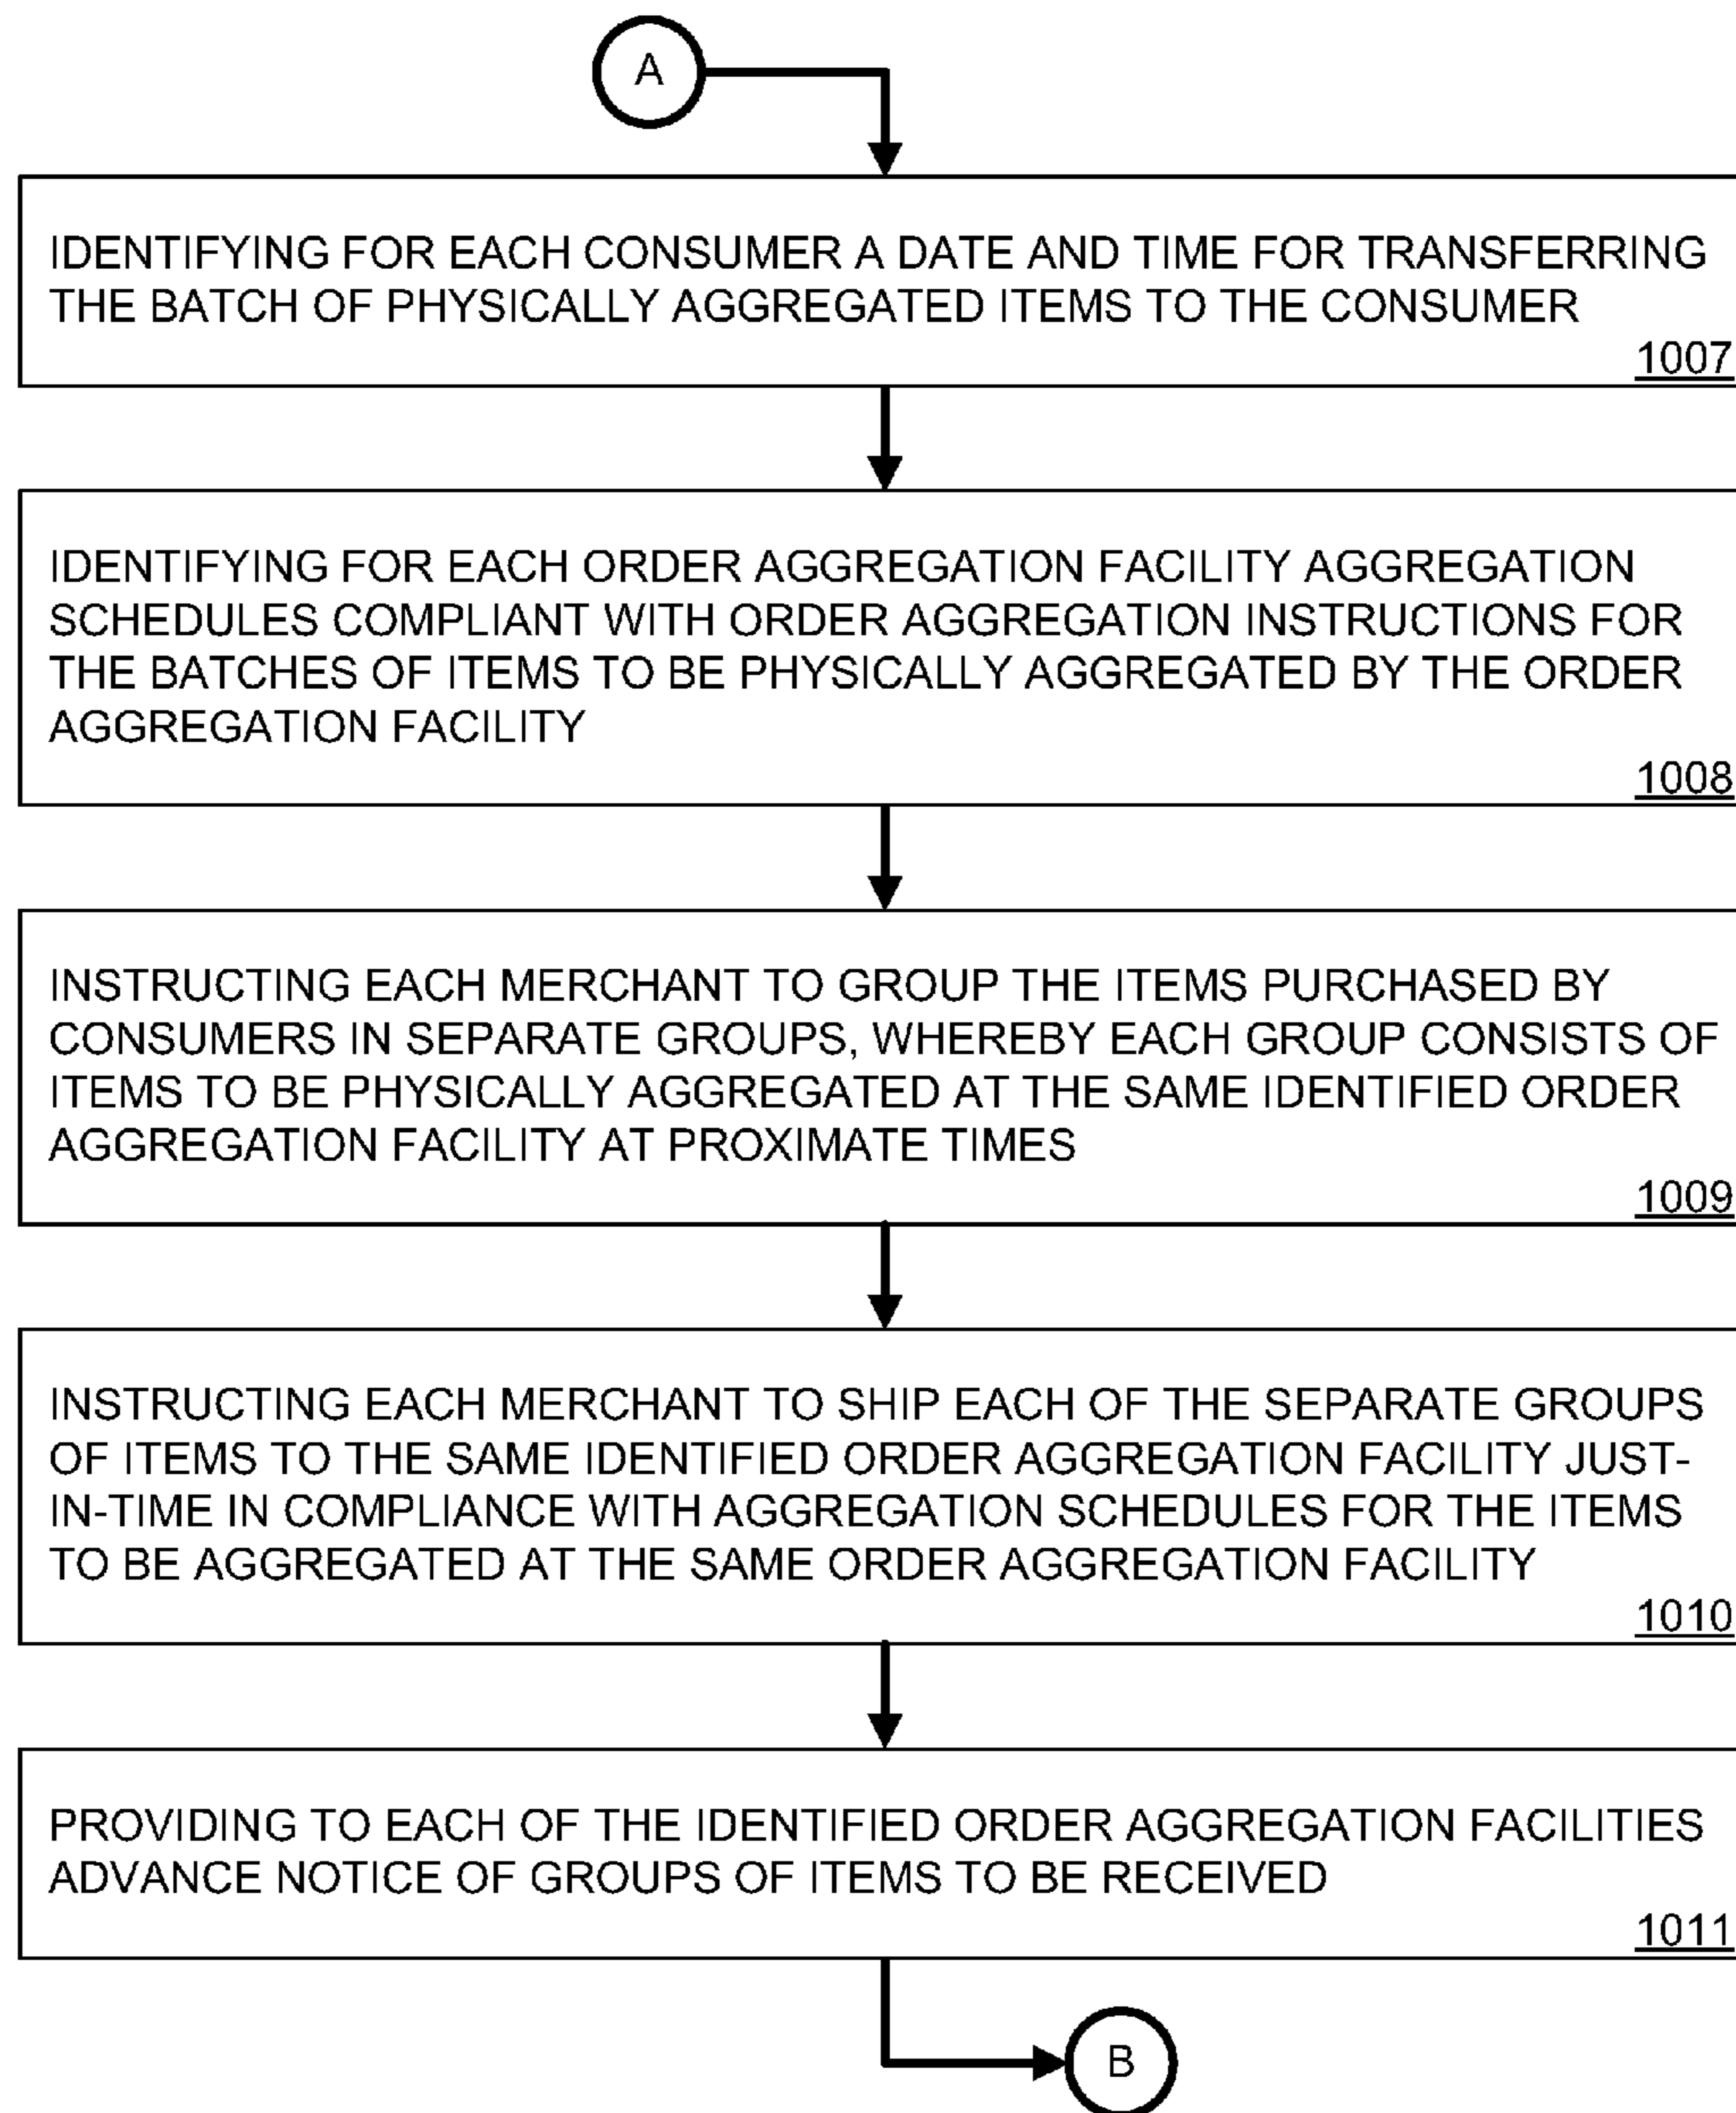 A
IDENTIFYING FOR EACH CONSUMER A DATE AND TIME FOR TRANSFERRING
THE BATCH OF PHYSICALLY AGGREGATED ITEMS TO THE CONSUMER
1007
IDENTIFYING FOR EACH ORDER AGGREGATION FACILITY AGGREGATION
SCHEDULES COMPLIANT WITH ORDER AGGREGATION INSTRUCTIONS FOR
THE BATCHES OF ITEMS TO BE PHYSICALLY AGGREGATED BY THE ORDER
AGGREGATION FACILITY
1008
INSTRUCTING EACH MERCHANT TO GROUP THE ITEMS PURCHASED BY
CONSUMERS IN SEPARATE GROUPS, WHEREBY EACH GROUP CONSISTS OF
ITEMS TO BE PHYSICALLY AGGREGATED AT THE SAME IDENTIFIED ORDER
AGGREGATION FACILITY AT PROXIMATE TIMES
1009
INSTRUCTING EACH MERCHANT TO SHIP EACH OF THE SEPARATE GROUPS
OF ITEMS TO THE SAME IDENTIFIED ORDER AGGREGATION FACILITY JUST-
IN-TIME IN COMPLIANCE WITH AGGREGATION SCHEDULES FOR THE ITEMS
TO BE AGGREGATED AT THE SAME ORDER AGGREGATION FACILITY
1010
PROVIDING TO EACH OF THE IDENTIFIED ORDER AGGREGATION FACILITIES
ADVANCE NOTICE OF GROUPS OF ITEMS TO BE RECEIVED
1011
B